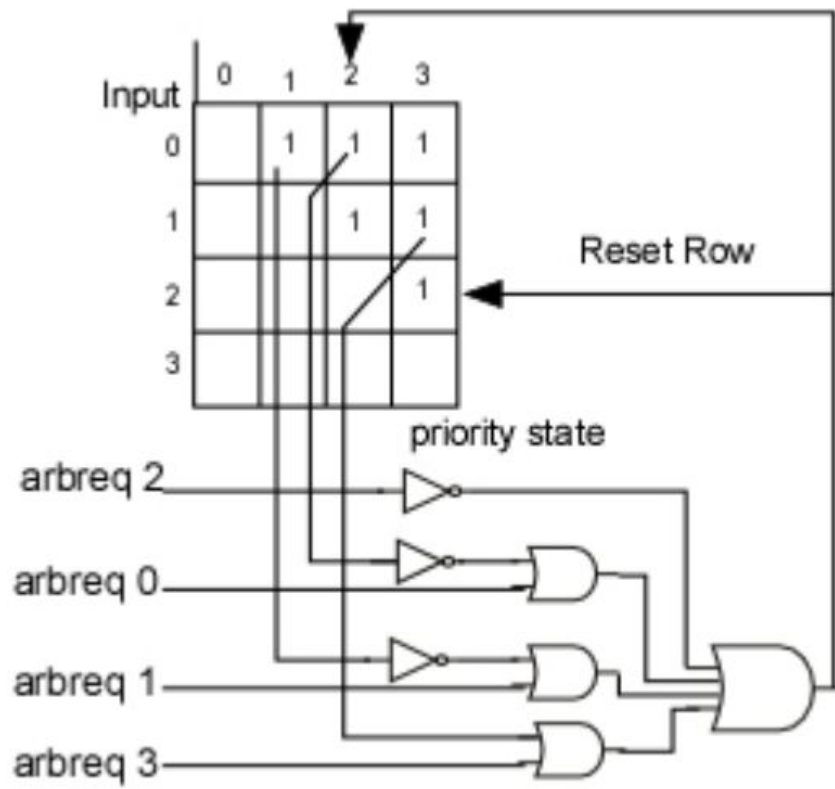 0 1 2 3
Input
0 1 1 1
1 1 1
Reset Row
2 1
3
priority state
arbreq 2
arbreq 0
arbreq 1
arbreq 3